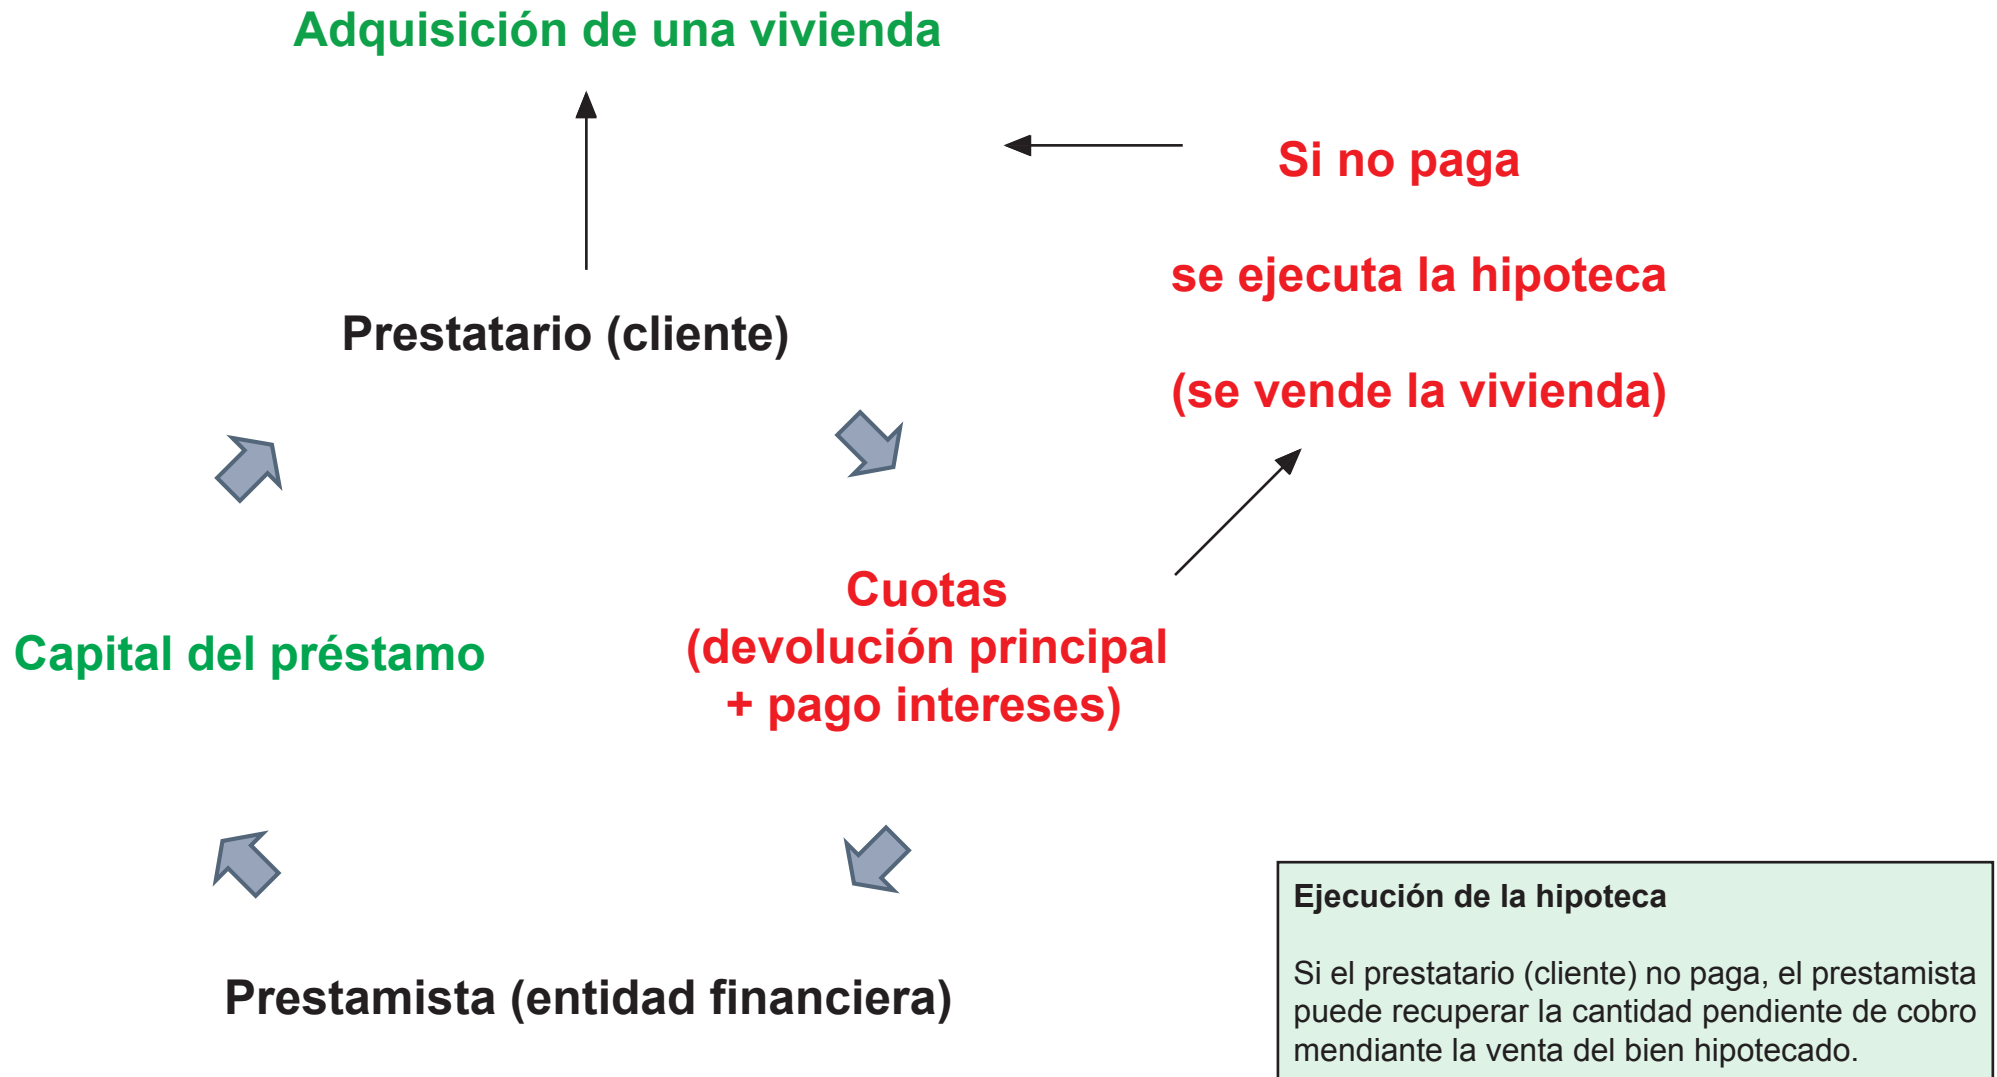 Adquisición de una vivienda
Si no paga
se ejecuta la hipoteca
(se vende la vivienda)
Prestatario (cliente)
Cuotas
(devolución principal
+ pago intereses)
Capital del préstamo
Prestamista (entidad financiera)
Ejecución de la hipoteca
Si el prestatario (cliente) no paga, el prestamista
puede recuperar la cantidad pendiente de cobro
mendiante la venta del bien hipotecado.